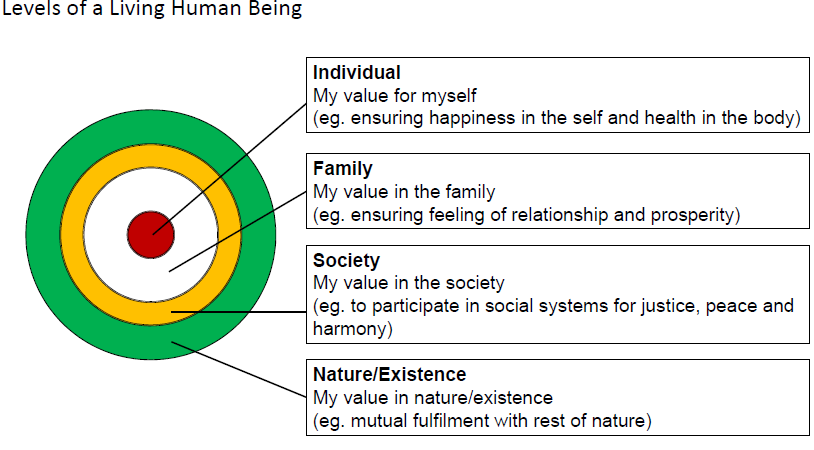 Levels of a Living Human Being
Individual
My value for myself
(eg. ensuring happiness in the self and health in the body)
Family
My value in the family
(eg. ensuring feeling of relationship and prosperity)
Society
My value in the society
(eg. to participate in social systems for justice, peace and
harmony)
Nature/Existence
My value in nature/existence
(eg. mutual fulfilment with rest of nature)